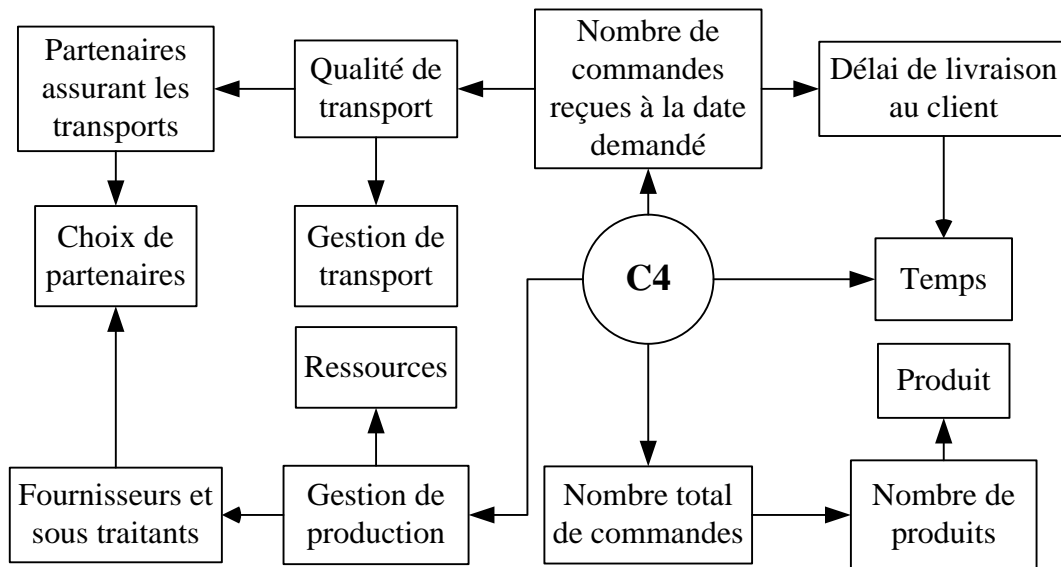 Partenaires
assurant les
transports
Qualité de
transport
Nombre de
commandes
reçues à la date
demandé
Délai de livraison
au client
Choix de
partenaires
Gestion de
transport
C4
Temps
Ressources
Produit
Fournisseurs et
sous traitants
Gestion de
production
Nombre total
de commandes
Nombre de
produits